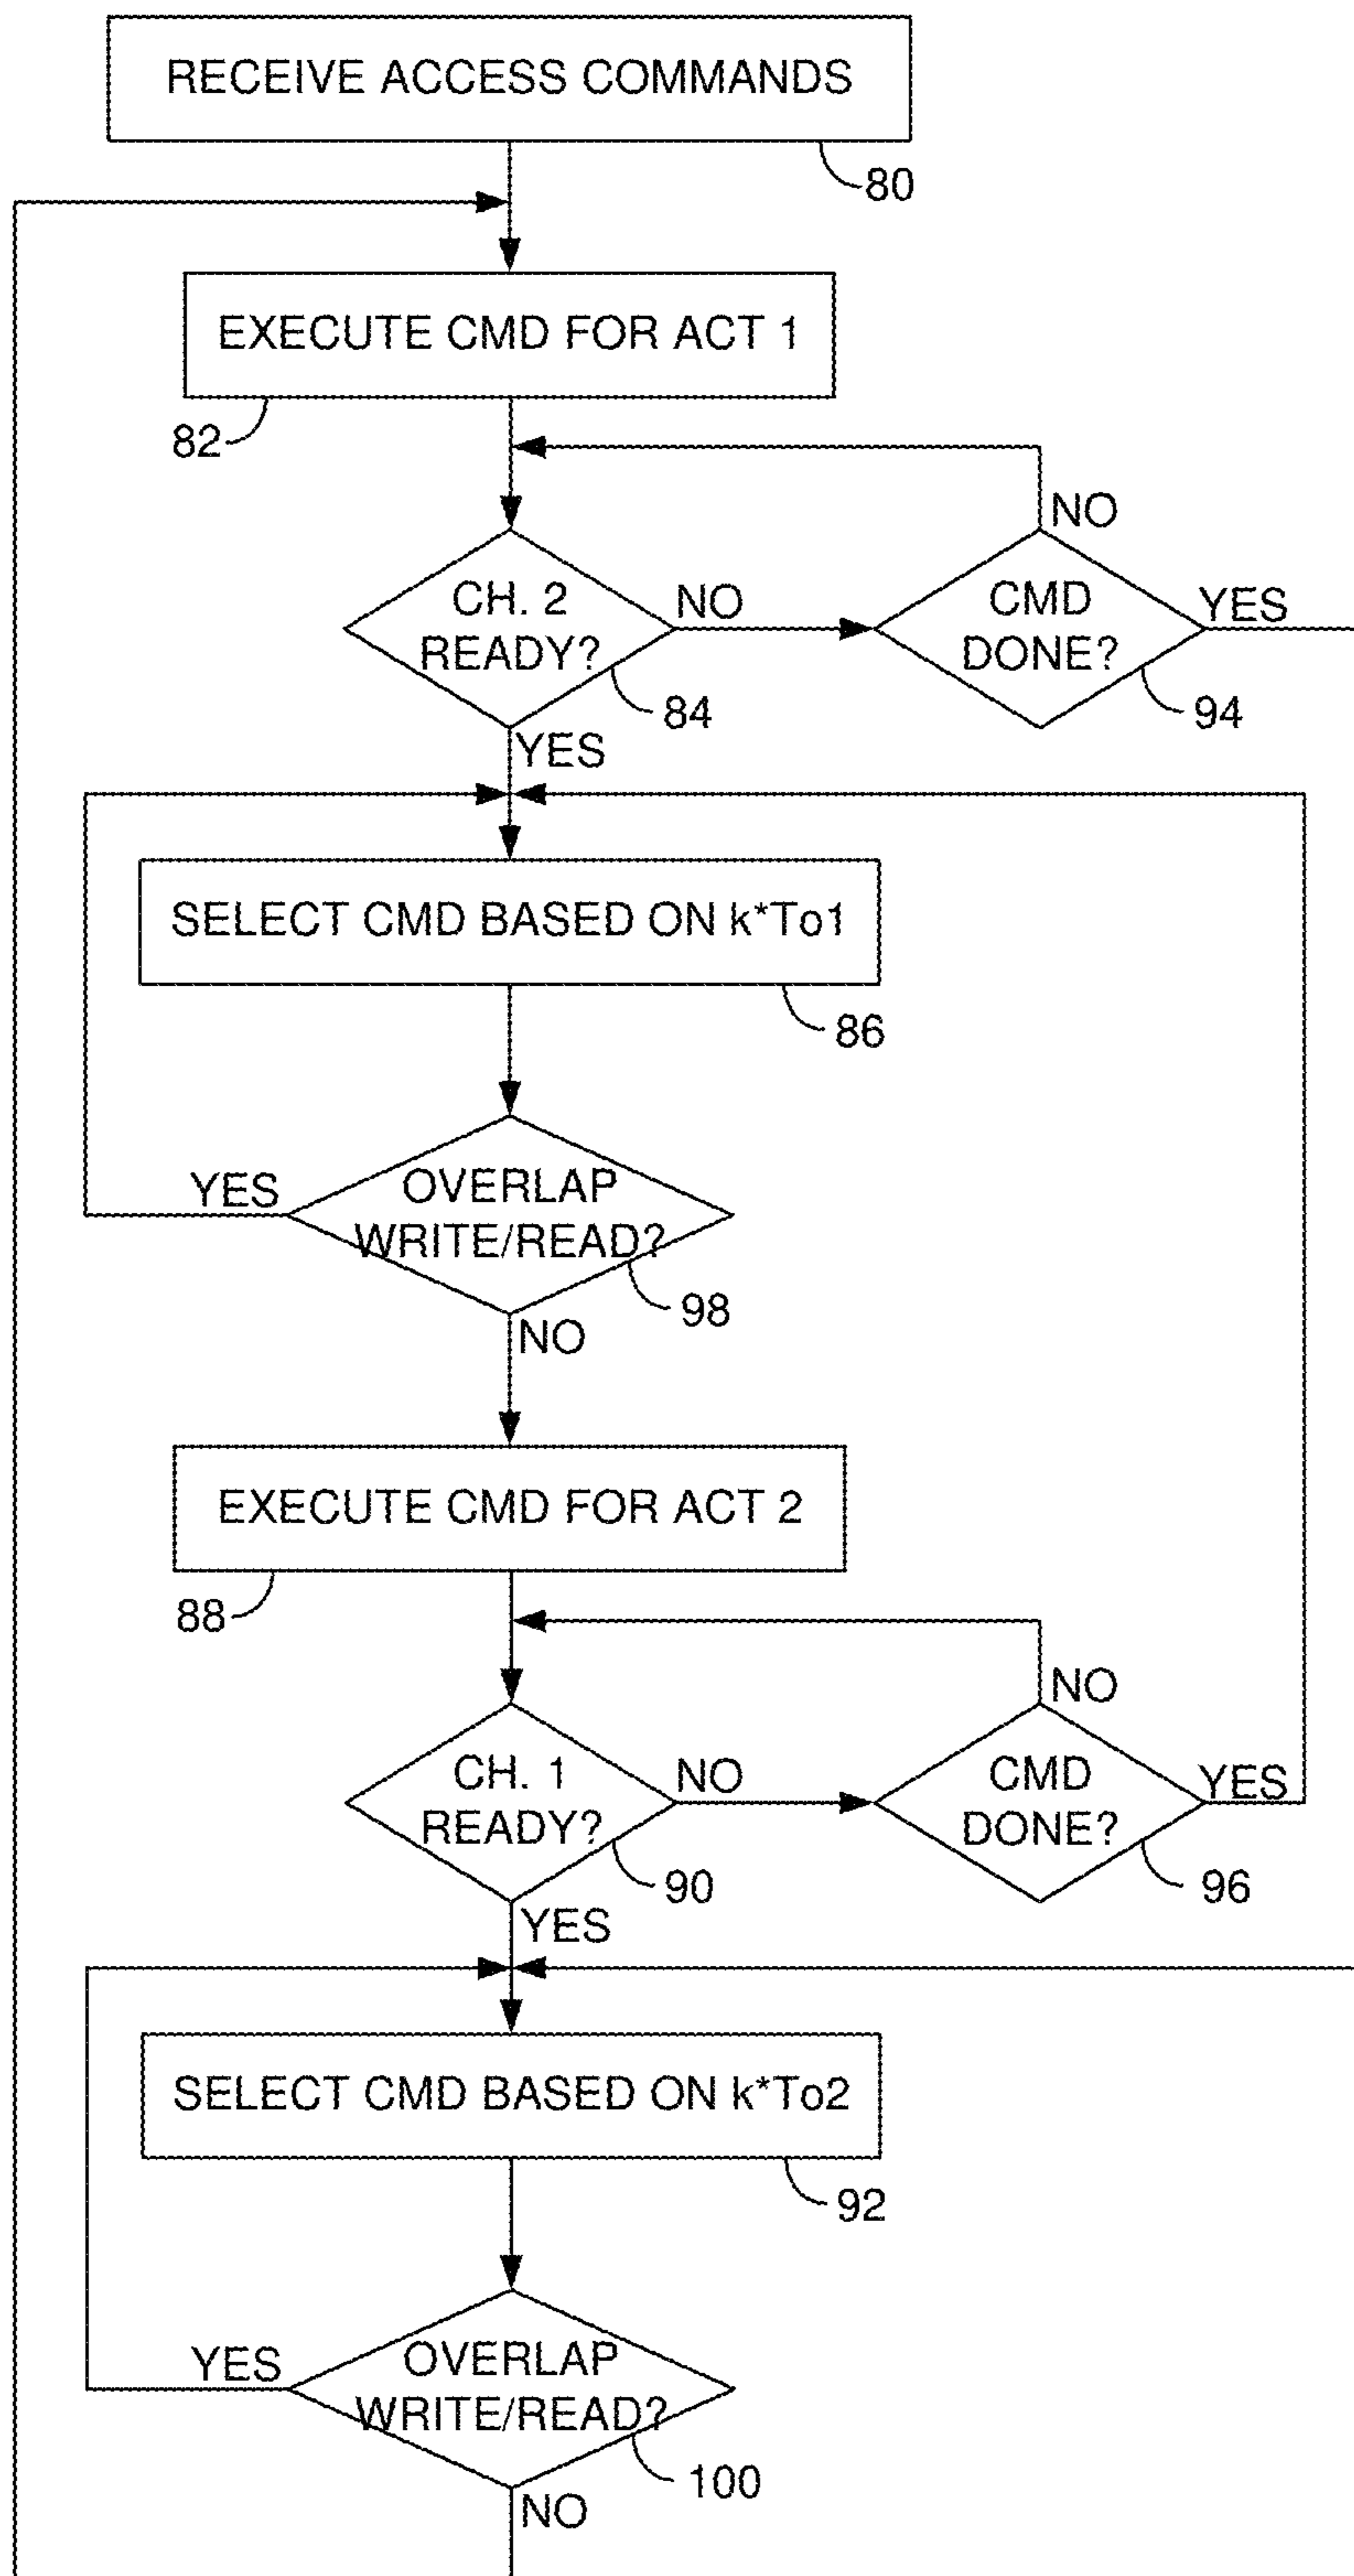 RECEIVE ACCESS COMMANDS
80
EXECUTE CMD FOR ACT 1
82
NO
CH. 2
READY?
NO
CMD
DONE?
YES
84
94
YES
SELECT CMD BASED ON k*To1
86
OVERLAP
WRITE/READ?
YES
98
NO
EXECUTE CMD FOR ACT 2
88
NO
CH. 1
READY?
NO
CMD
DONE?
YES
90
96
YES
SELECT CMD BASED ON k*To2
92
OVERLAP
WRITE/READ?
YES
100
NO